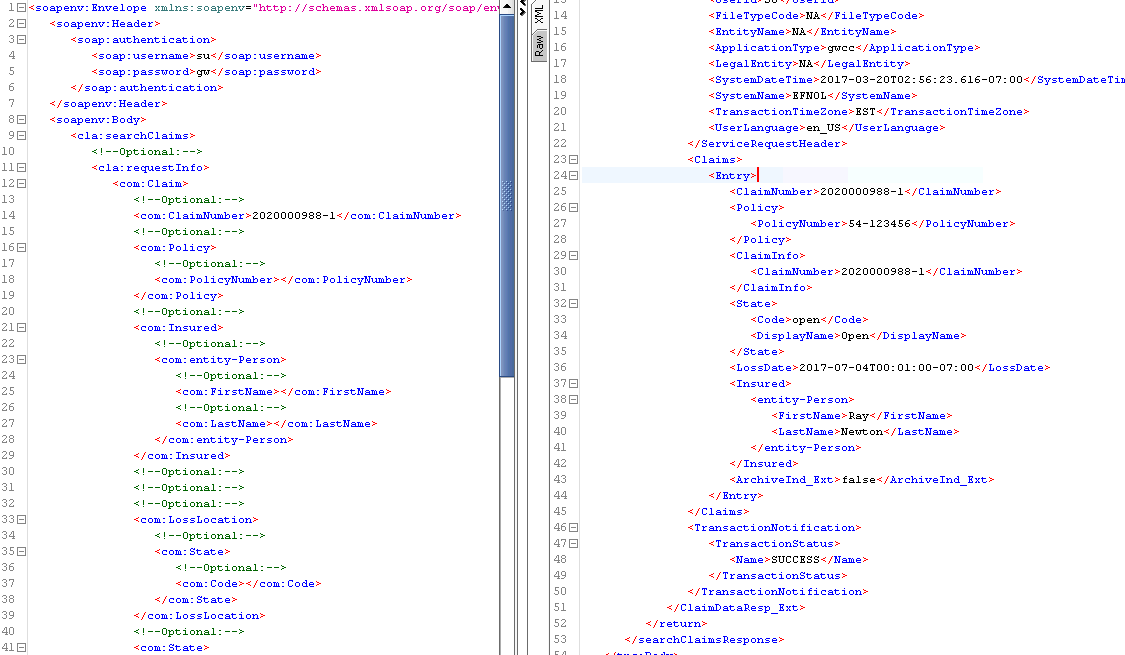 1 <soapenv:Envelope xmlns:soapenv="http://schemas.xmlsoap.org/soap/env
2 <soapenv:Header>
3 <soap:authentication>
4 <soap:username>su</soap:username>
5 <soap:password>gw</soap:password>
6 </soap:authentication>
7 </soapenv:Header>
8 <soapenv:Body>
9 <cla:searchClaims>
10 <!--Optional:-->
11 <cla:requestInfo>
12 <com:Claim>
13 <!--Optional:-->
14 <com:ClaimNumber>2020000988-1</com:ClaimNumber>
15 <!--Optional:-->
16 <com:Policy>
17 <!--Optional:-->
18 <com:PolicyNumber></com:PolicyNumber>
19 </com:Policy>
20 <!--Optional:-->
21 <com:Insured>
22 <!--Optional:-->
23 <com:entity-Person>
24 <!--Optional:-->
25 <com:FirstName></com:FirstName>
26 <!--Optional:-->
27 <com:LastName></com:LastName>
28 </com:entity-Person>
29 </com:Insured>
30 <!--Optional:-->
31 <!--Optional:-->
32 <!--Optional:-->
33 <com:LossLocation>
34 <!--Optional:-->
35 <com:State>
36 <!--Optional:-->
37 <com:Code></com:Code>
38 </com:State>
39 </com:LossLocation>
40 <!--Optional:-->
41 <com:State>
XML
Raw
14 <FileTypeCode>NA</FileTypeCode>
15 <EntityName>NA</EntityName>
16 <ApplicationType>gwcc</ApplicationType>
17 <LegalEntity>NA</LegalEntity>
18 <SystemDateTime>2017-03-20T02:56:23.616-07:00</SystemDateTim
19 <SystemName>EFNOL</SystemName>
20 <TransactionTimeZone>EST</TransactionTimeZone>
21 <UserLanguage>en_US</UserLanguage>
22 </ServiceRequestHeader>
23 <Claims>
24 <Entry>
25 <ClaimNumber>2020000988-1</ClaimNumber>
26 <Policy>
27 <PolicyNumber>54-123456</PolicyNumber>
28 </Policy>
29 <ClaimInfo>
30 <ClaimNumber>2020000988-1</ClaimNumber>
31 </ClaimInfo>
32 <State>
33 <Code>open</Code>
34 <DisplayName>Open</DisplayName>
35 </State>
36 <LossDate>2017-07-04T00:01:00-07:00</LossDate>
37 <Insured>
38 <entity-Person>
39 <FirstName>Ray</FirstName>
40 <LastName>Newton</LastName>
41 </entity-Person>
42 </Insured>
43 <ArchiveInd_Ext>false</ArchiveInd_Ext>
44 </Entry>
45 </Claims>
46 <TransactionNotification>
47 <TransactionStatus>
48 <Name>SUCCESS</Name>
49 </TransactionStatus>
50 </TransactionNotification>
51 </ClaimDataResp_Ext>
52 </return>
53 </searchClaimsResponse>